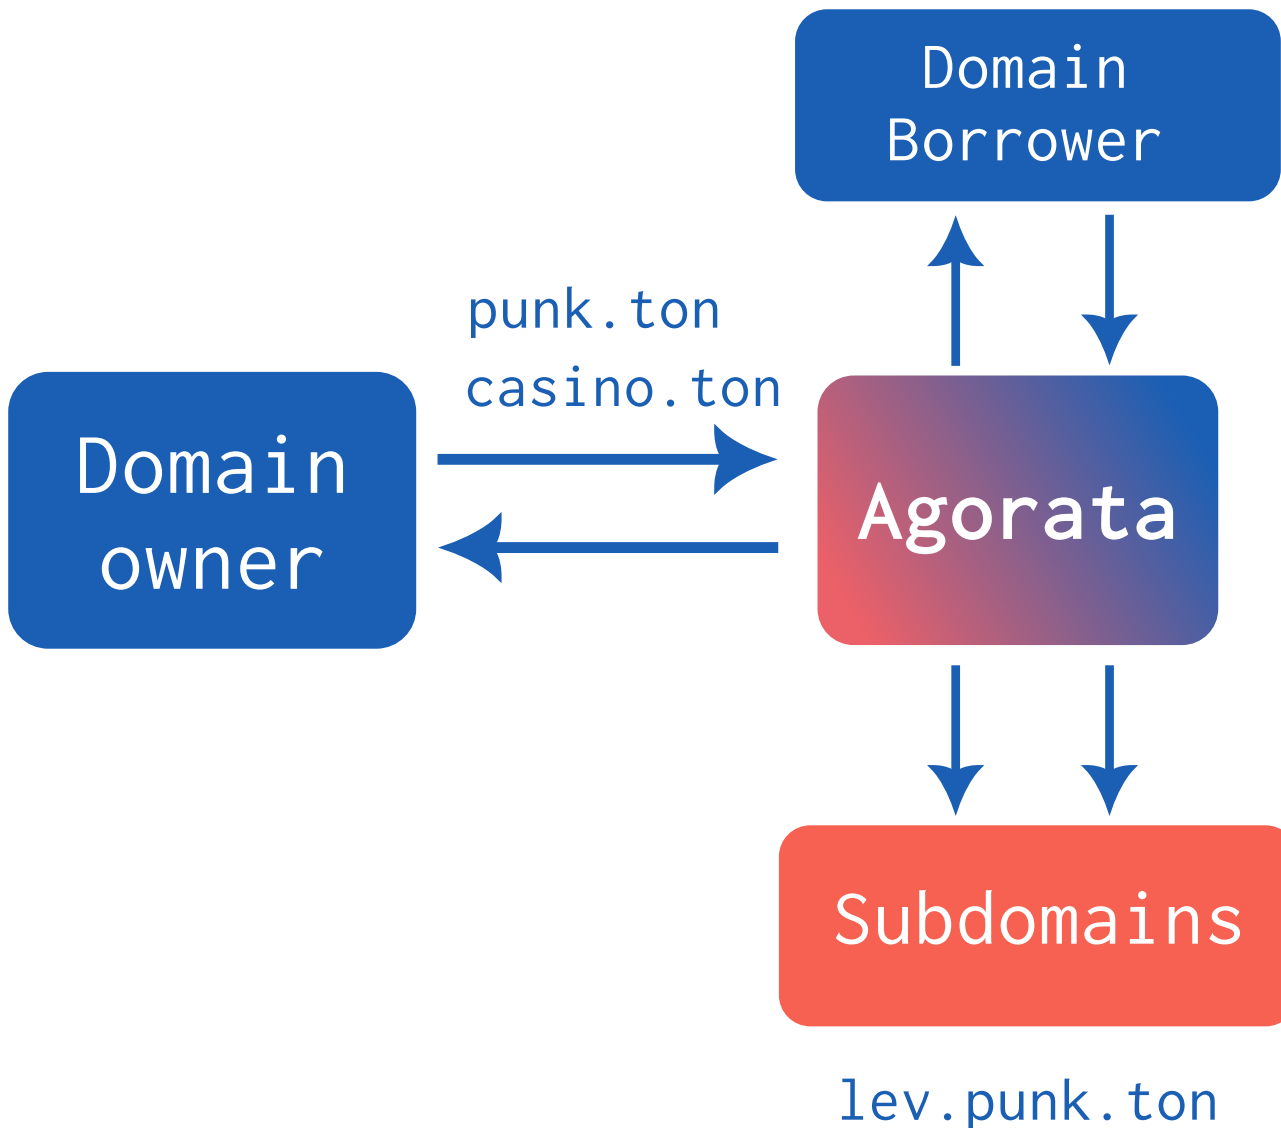 Domain
Borrower
punk.ton
casino.ton
Domain
owner
Agorata
Subdomains
lev.punk.ton